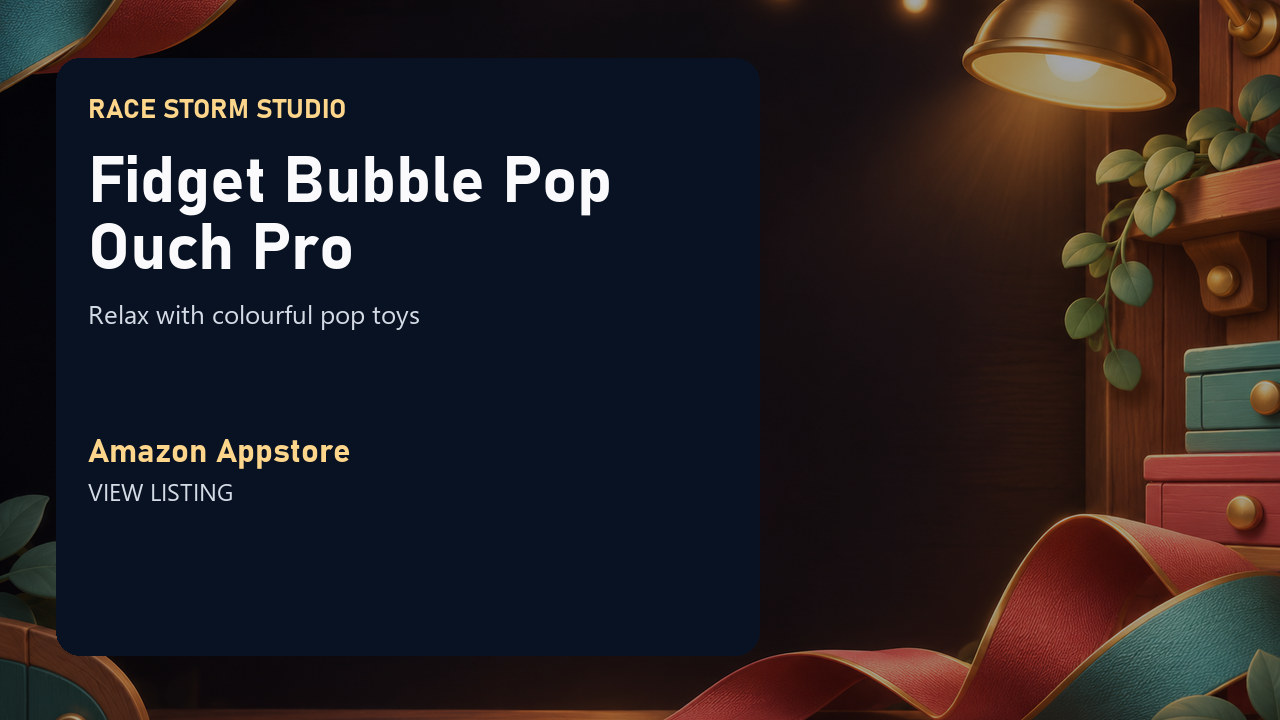 RACE STORM STUDIO
Fidget Bubble Pop
Ouch Pro
Relax with colourful pop toys
Amazon Appstore
VIEW LISTING